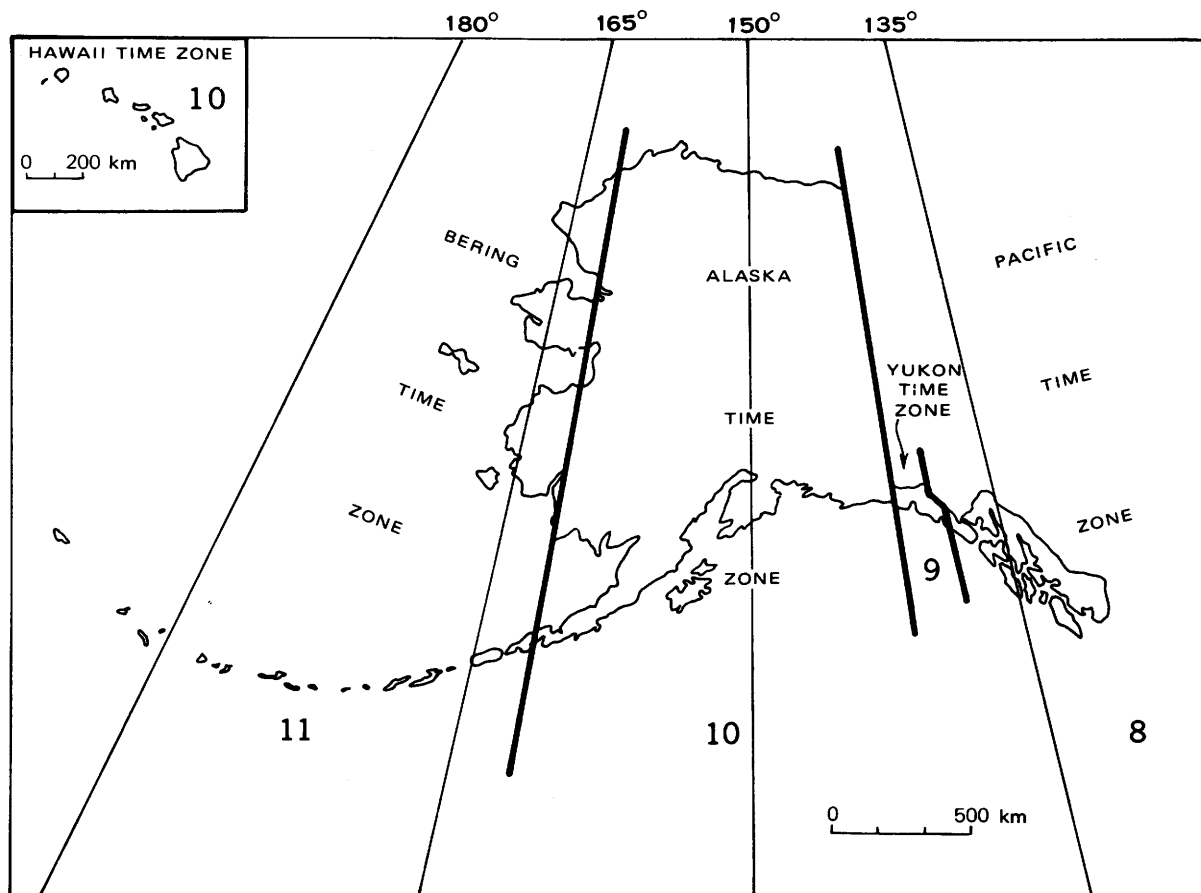 180° 165° 150° 135°
HAWAII TIME ZONE
10
0 200 km
BERING
TIME
ZONE
11
ALASKA
TIME
ZONE
10
YUKON
TIME
ZONE
9
PACIFIC
TIME
ZONE
8
0 500 km